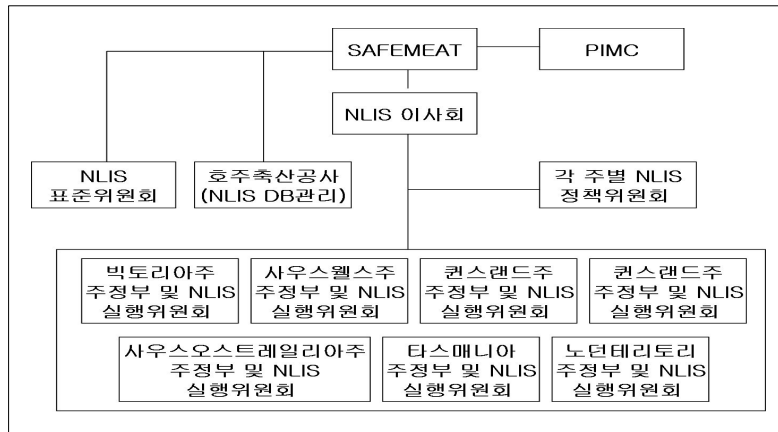 SAFEMEAT
PIMC
NLIS 이사회
NLIS
표준위원회
호주축산공사
(NLIS DB관리)
각 주별 NLIS
정책위원회
빅토리아주
주정부 및 NLIS
실행위원회
사우스웰스주
주정부 및 NLIS
실행위원회
퀸스랜드주
주정부 및 NLIS
실행위원회
퀸스랜드주
주정부 및 NLIS
실행위원회
사우스오스트레일리아주
주정부 및 NLIS
실행위원회
타스매니아
주정부 및 NLIS
실행위원회
노던테리토리
주정부 및 NLIS
실행위원회